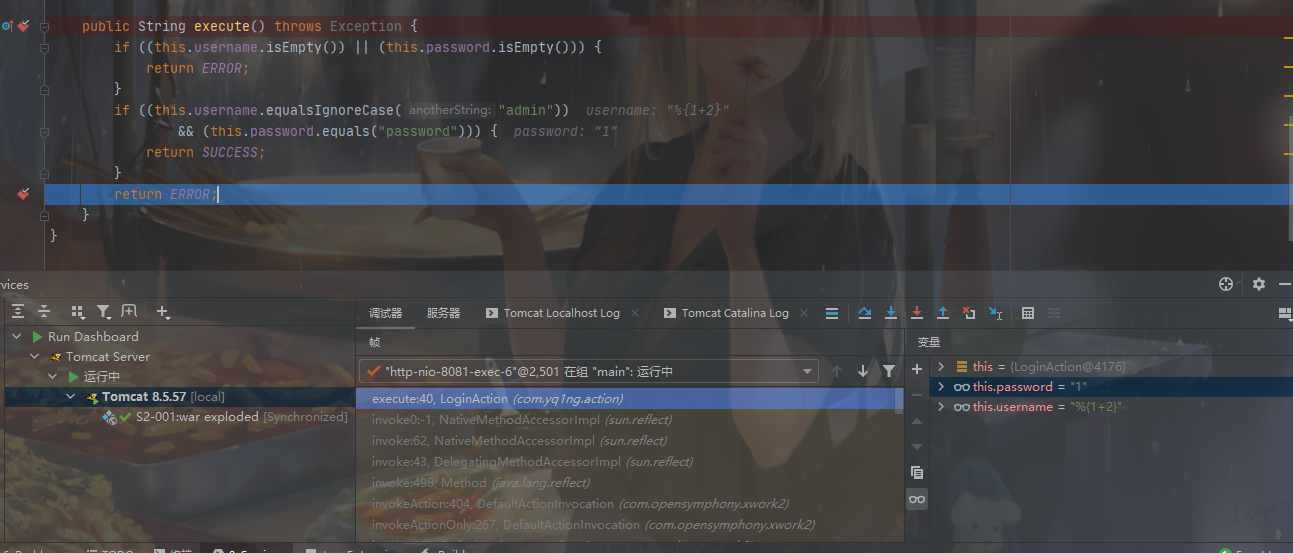 public String execute() throws Exception {
if ((this.username.isEmpty()) || (this.password.isEmpty())) {
return ERROR;
}
if ((this.username.equalsIgnoreCase( anotherString: "admin")) username: "%{1+2}"
&& (this.password.equals("password"))) { password: "1"
return SUCCESS;
}
return ERROR;
}
}
vices
调试器 服务器 Tomcat Localhost Log × Tomcat Catalina Log ×
Run Dashboard
Tomcat Server
运行中
Tomcat 8.5.57 [local]
S2-001:war exploded [Synchronized]
帧
"http-nio-8081-exec-6"@2,501 在组 "main": 运行中
execute:40, LoginAction (com.yq1ng.action)
invoke0:-1, NativeMethodAccessorImpl (sun.reflect)
invoke:62, NativeMethodAccessorImpl (sun.reflect)
invoke:43, DelegatingMethodAccessorImpl (sun.reflect)
invoke:498, Method (java.lang.reflect)
invokeAction:404, DefaultActionInvocation (com.opensymphony.xwork2)
invokeActionOnly:267, DefaultActionInvocation (com.opensymphony.xwork2)
变量
this = {LoginAction@4176}
this.password = "1"
this.username = "%{1+2}"